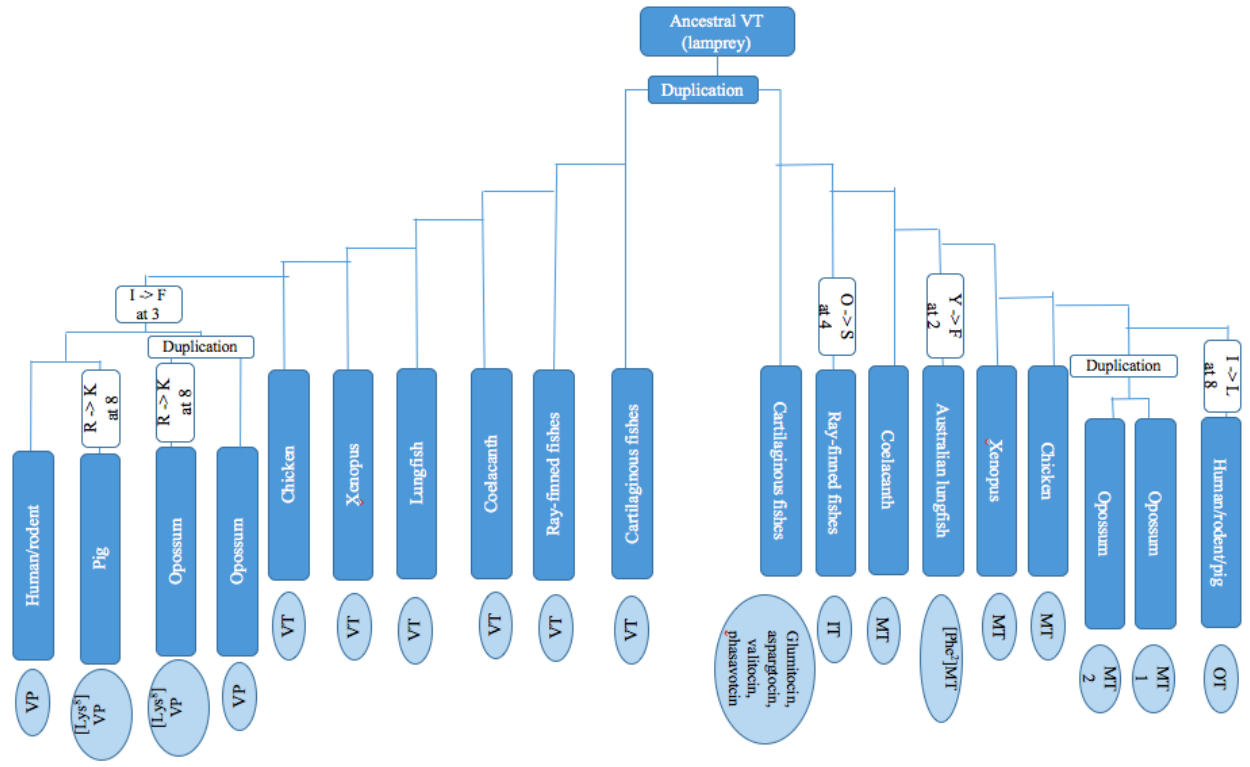 Ancestral VT
(lamprey)
Duplication
I -> F
at 3
Duplication
R -> K
at 8
R -> K
at 8
O -> S
at 4
Y -> F
at 2
Duplication
I -> L
at 8
Human/rodent
Pig
Opossum
Opossum
Chicken
Xenopus
Lungfish
Coelacanth
Ray-finned fishes
Cartilaginous fishes
Cartilaginous fishes
Ray-finned fishes
Coelacanth
Australian lungfish
Xenopus
Chicken
Opossum
Opossum
Human/rodent/pig
VP
[Lys⁸]
VP
[Lys⁸]
VP
VP
VT
VT
VT
VT
VT
VT
Glumitocin,
aspargtocin,
valitocin,
phasavotcin
IT
MT
[Phe²]MT
MT
MT
MT
2
MT
1
OT